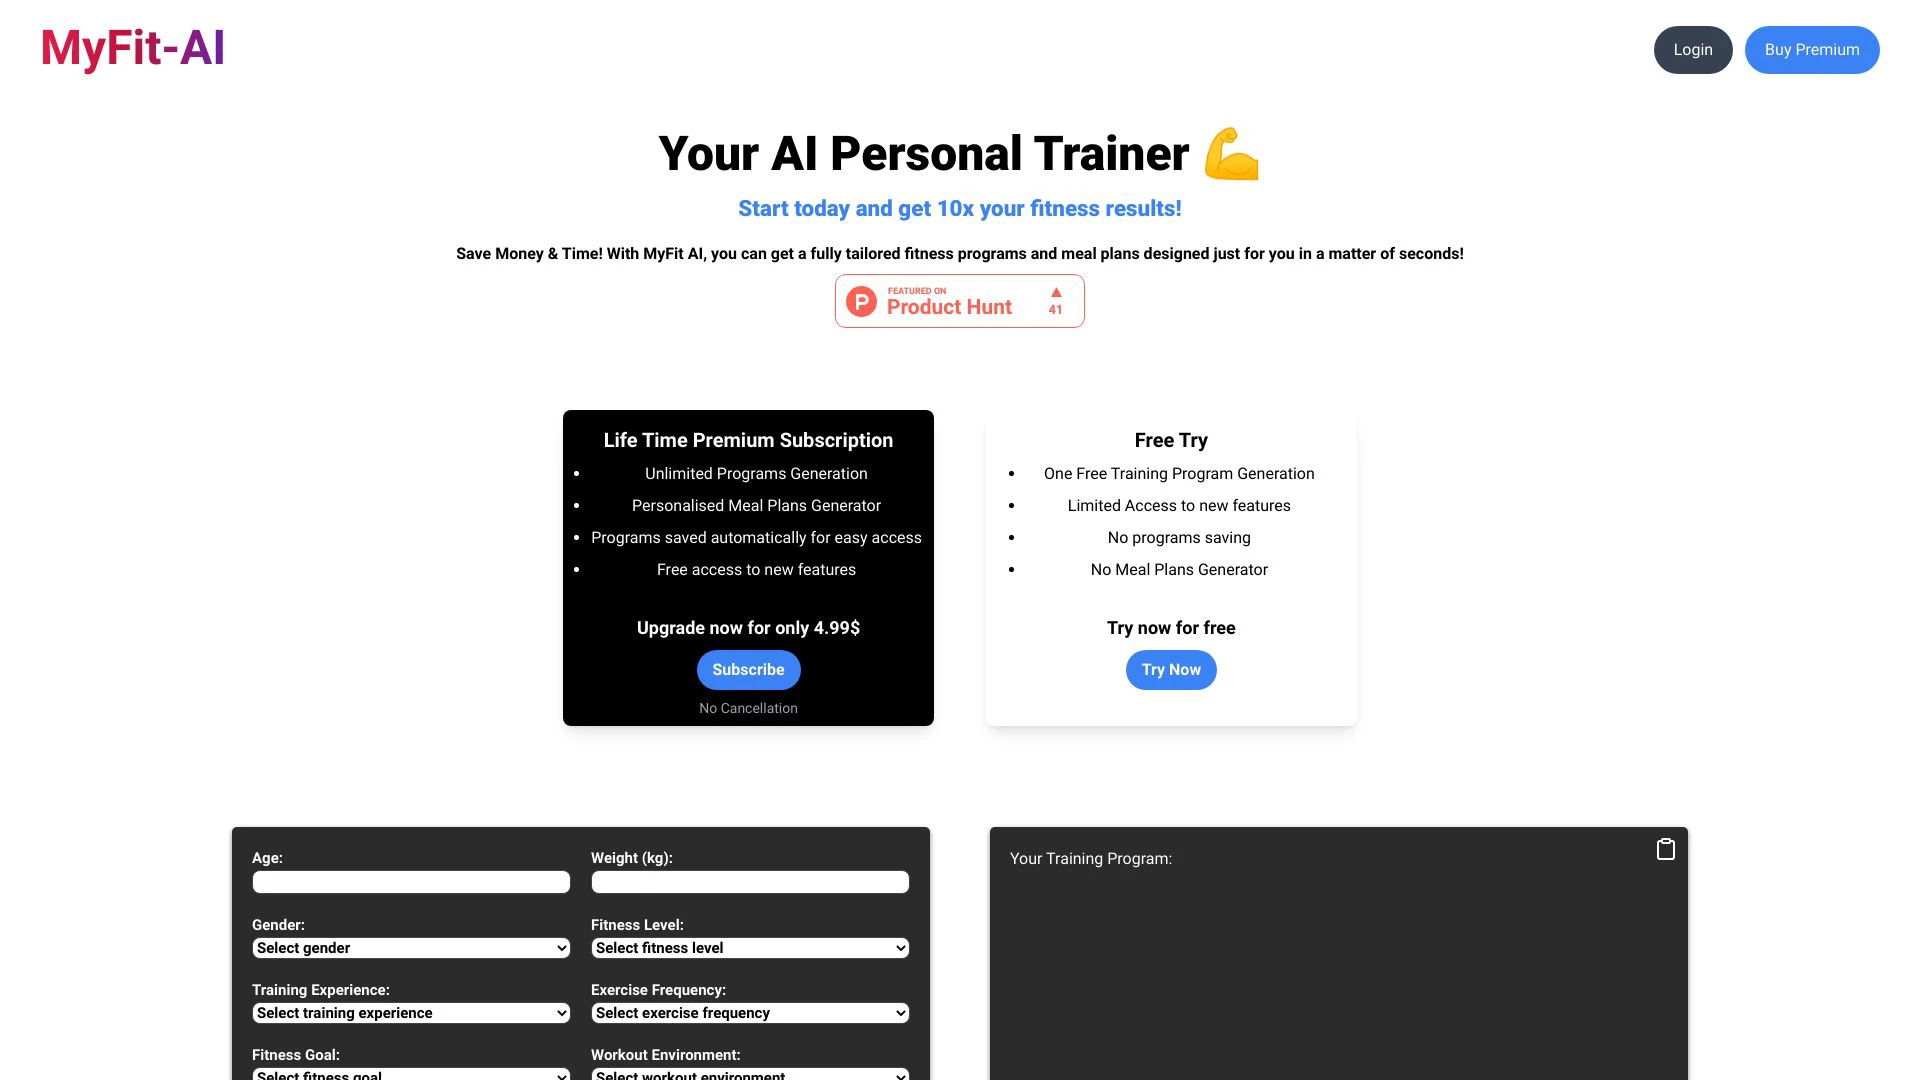 MyFit-AI
Login
Buy Premium
Your AI Personal Trainer 💪
Start today and get 10x your fitness results!
Save Money & Time! With MyFit AI, you can get a fully tailored fitness programs and meal plans designed just for you in a matter of seconds!
FEATURED ON
Product Hunt
▲
41
Life Time Premium Subscription
• Unlimited Programs Generation
• Personalised Meal Plans Generator
• Programs saved automatically for easy access
• Free access to new features
Upgrade now for only 4.99$
Subscribe
No Cancellation
Free Try
• One Free Training Program Generation
• Limited Access to new features
• No programs saving
• No Meal Plans Generator
Try now for free
Try Now
Age:
Weight (kg):
Gender:
Select gender
Fitness Level:
Select fitness level
Training Experience:
Select training experience
Exercise Frequency:
Select exercise frequency
Fitness Goal:
Select fitness goal
Workout Environment:
Select workout environment
Your Training Program: